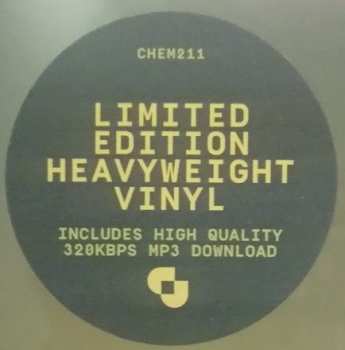 CHEM211
LIMITED
EDITION
HEAVYWEIGHT
VINYL
INCLUDES HIGH QUALITY
320KBPS MP3 DOWNLOAD